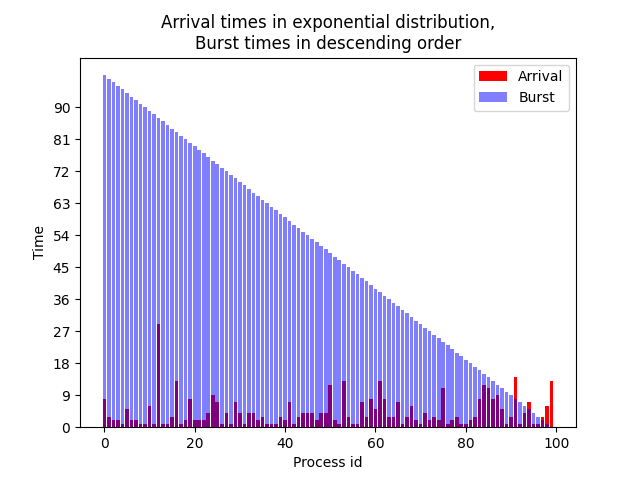 Arrival times in exponential distribution,
Burst times in descending order
Arrival
Burst
90
81
72
63
54
45
36
27
18
9
0
Time
0 20 40 60 80 100
Process id